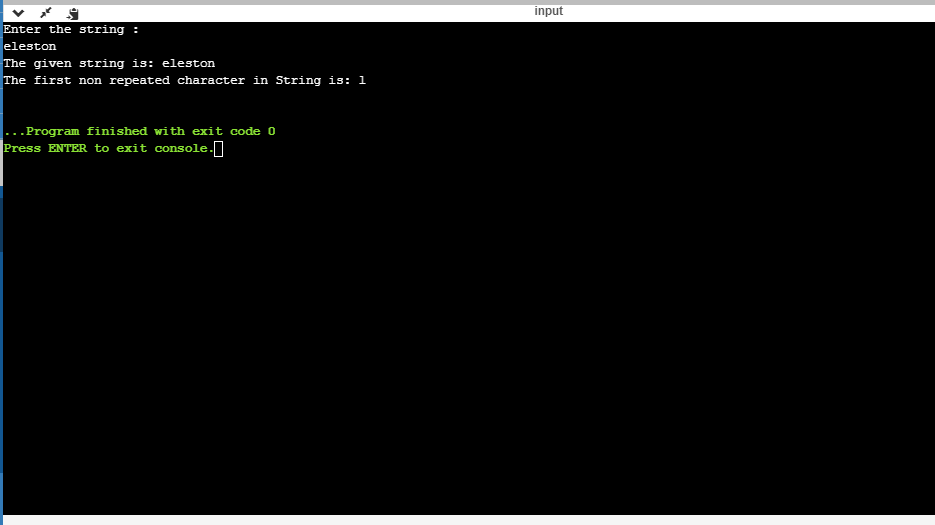 input
Enter the string :
eleston
The given string is: eleston
The first non repeated character in String is: l
...Program finished with exit code 0
Press ENTER to exit console.